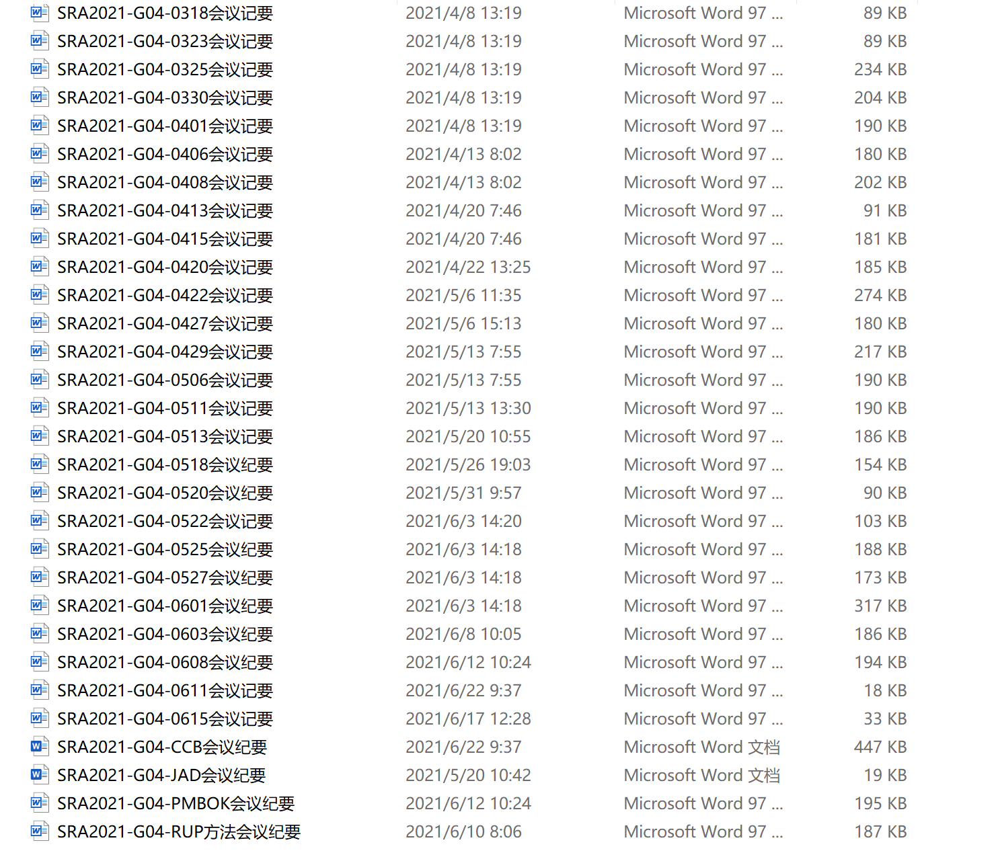 SRA2021-G04-0318会议记要 2021/4/8 13:19 Microsoft Word 97 ... 89 KB
SRA2021-G04-0323会议记要 2021/4/8 13:19 Microsoft Word 97 ... 89 KB
SRA2021-G04-0325会议记要 2021/4/8 13:19 Microsoft Word 97 ... 234 KB
SRA2021-G04-0330会议记要 2021/4/8 13:19 Microsoft Word 97 ... 204 KB
SRA2021-G04-0401会议记要 2021/4/8 13:19 Microsoft Word 97 ... 190 KB
SRA2021-G04-0406会议记要 2021/4/13 8:02 Microsoft Word 97 ... 180 KB
SRA2021-G04-0408会议记要 2021/4/13 8:02 Microsoft Word 97 ... 202 KB
SRA2021-G04-0413会议记要 2021/4/20 7:46 Microsoft Word 97 ... 91 KB
SRA2021-G04-0415会议记要 2021/4/20 7:46 Microsoft Word 97 ... 181 KB
SRA2021-G04-0420会议记要 2021/4/22 13:25 Microsoft Word 97 ... 185 KB
SRA2021-G04-0422会议记要 2021/5/6 11:35 Microsoft Word 97 ... 274 KB
SRA2021-G04-0427会议记要 2021/5/6 15:13 Microsoft Word 97 ... 180 KB
SRA2021-G04-0429会议记要 2021/5/13 7:55 Microsoft Word 97 ... 217 KB
SRA2021-G04-0506会议记要 2021/5/13 7:55 Microsoft Word 97 ... 190 KB
SRA2021-G04-0511会议记要 2021/5/13 13:30 Microsoft Word 97 ... 190 KB
SRA2021-G04-0513会议记要 2021/5/20 10:55 Microsoft Word 97 ... 186 KB
SRA2021-G04-0518会议纪要 2021/5/26 19:03 Microsoft Word 97 ... 154 KB
SRA2021-G04-0520会议纪要 2021/5/31 9:57 Microsoft Word 97 ... 90 KB
SRA2021-G04-0522会议记要 2021/6/3 14:20 Microsoft Word 97 ... 103 KB
SRA2021-G04-0525会议纪要 2021/6/3 14:18 Microsoft Word 97 ... 188 KB
SRA2021-G04-0527会议纪要 2021/6/3 14:18 Microsoft Word 97 ... 173 KB
SRA2021-G04-0601会议纪要 2021/6/3 14:18 Microsoft Word 97 ... 317 KB
SRA2021-G04-0603会议纪要 2021/6/8 10:05 Microsoft Word 97 ... 186 KB
SRA2021-G04-0608会议纪要 2021/6/12 10:24 Microsoft Word 97 ... 194 KB
SRA2021-G04-0611会议记要 2021/6/22 9:37 Microsoft Word 97 ... 18 KB
SRA2021-G04-0615会议记要 2021/6/17 12:28 Microsoft Word 97 ... 33 KB
SRA2021-G04-CCB会议纪要 2021/6/22 9:37 Microsoft Word 文档 447 KB
SRA2021-G04-JAD会议纪要 2021/5/20 10:42 Microsoft Word 文档 19 KB
SRA2021-G04-PMBOK会议纪要 2021/6/12 10:24 Microsoft Word 97 ... 195 KB
SRA2021-G04-RUP方法会议纪要 2021/6/10 8:06 Microsoft Word 97 ... 187 KB